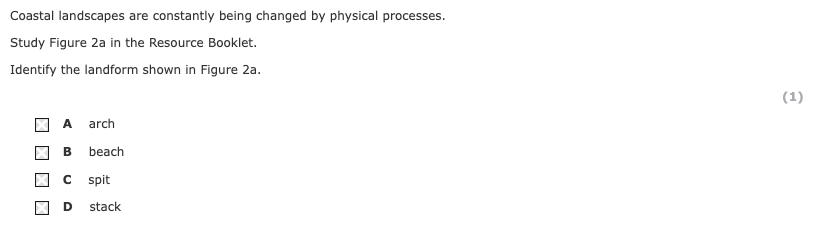 Coastal landscapes are constantly being changed by physical processes.
Study Figure 2a in the Resource Booklet.
Identify the landform shown in Figure 2a.
(1)
A arch
B beach
C spit
D stack